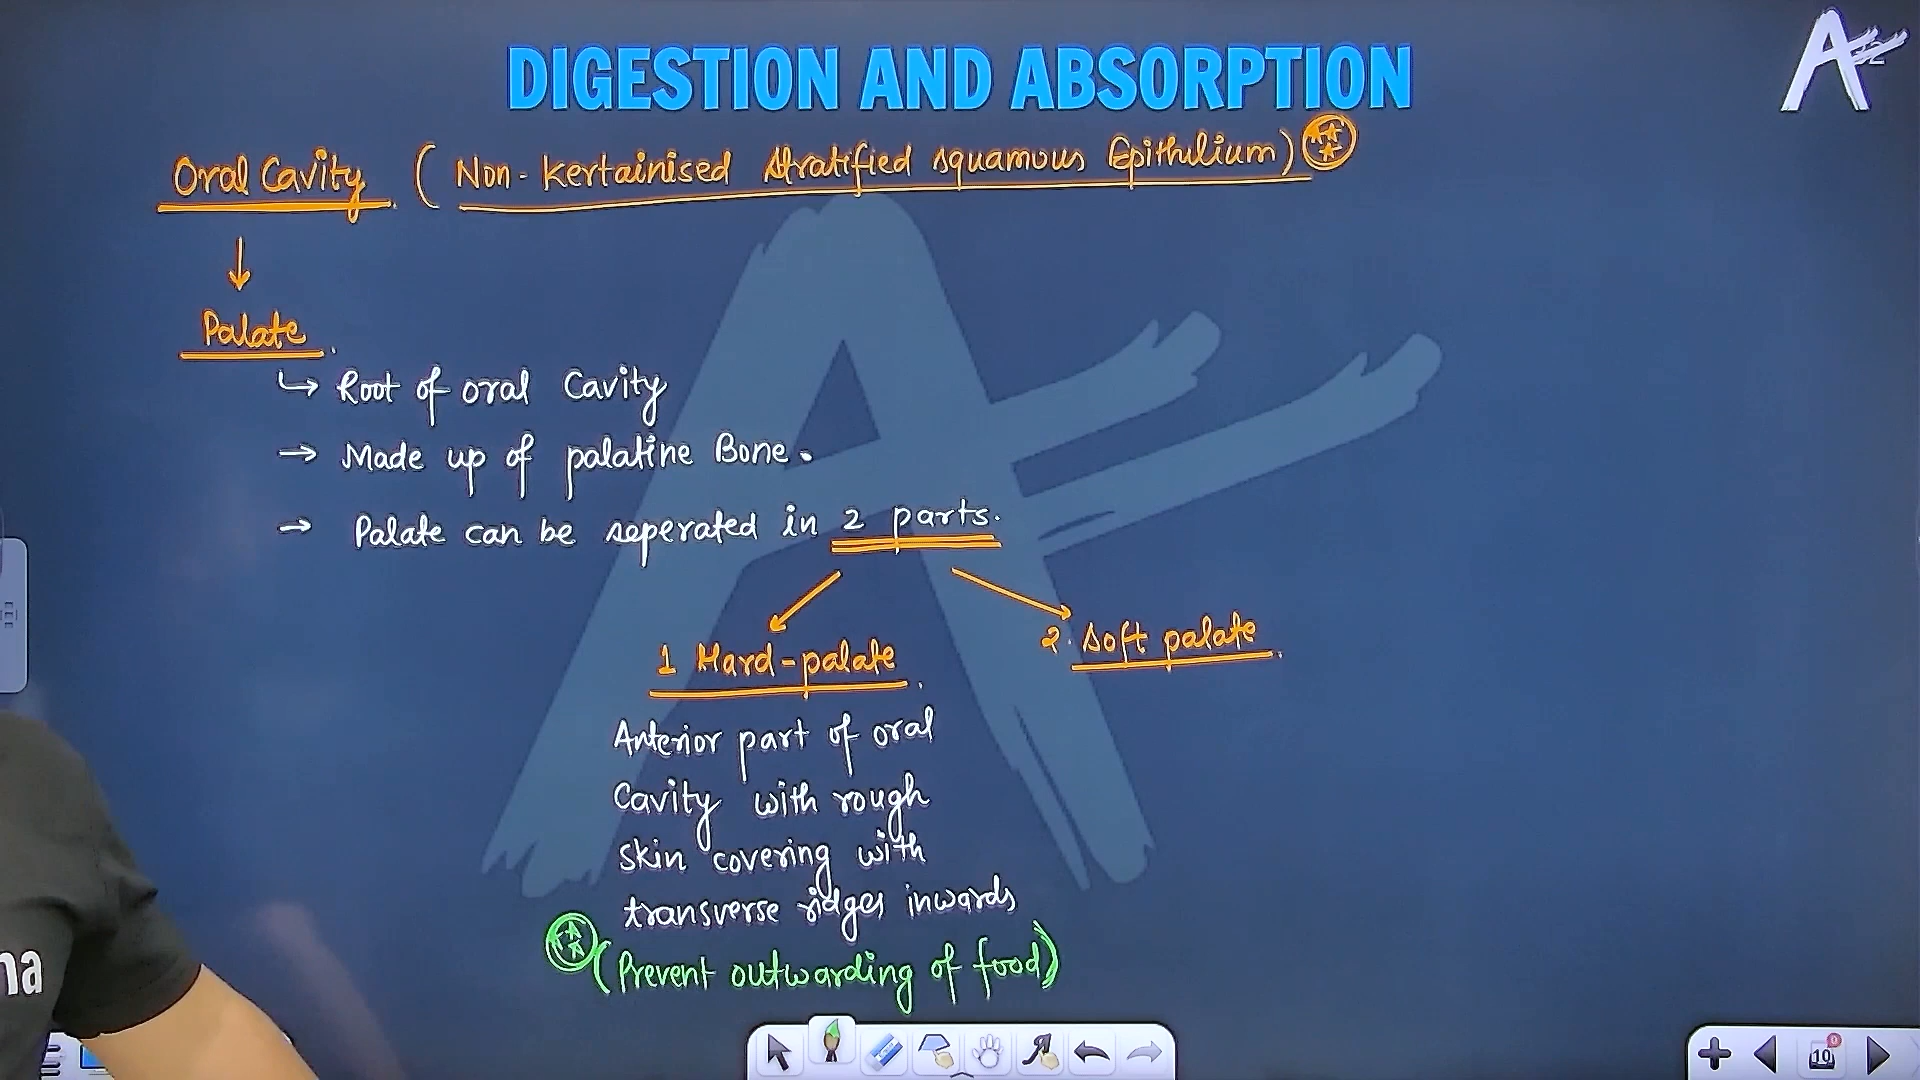 DIGESTION AND ABSORPTION
Oral Cavity ( Non-kertainised stratified squamous Epithelium)
Palate
↳ Root of oral Cavity
→ Made up of palatine Bone.
→ Palate can be seperated in 2 parts.
1 Hard-palate
2. Soft palate
Anterior part of oral
Cavity with rough
skin covering with
transverse ridges inwards
(Prevent outwarding of food)
na
10